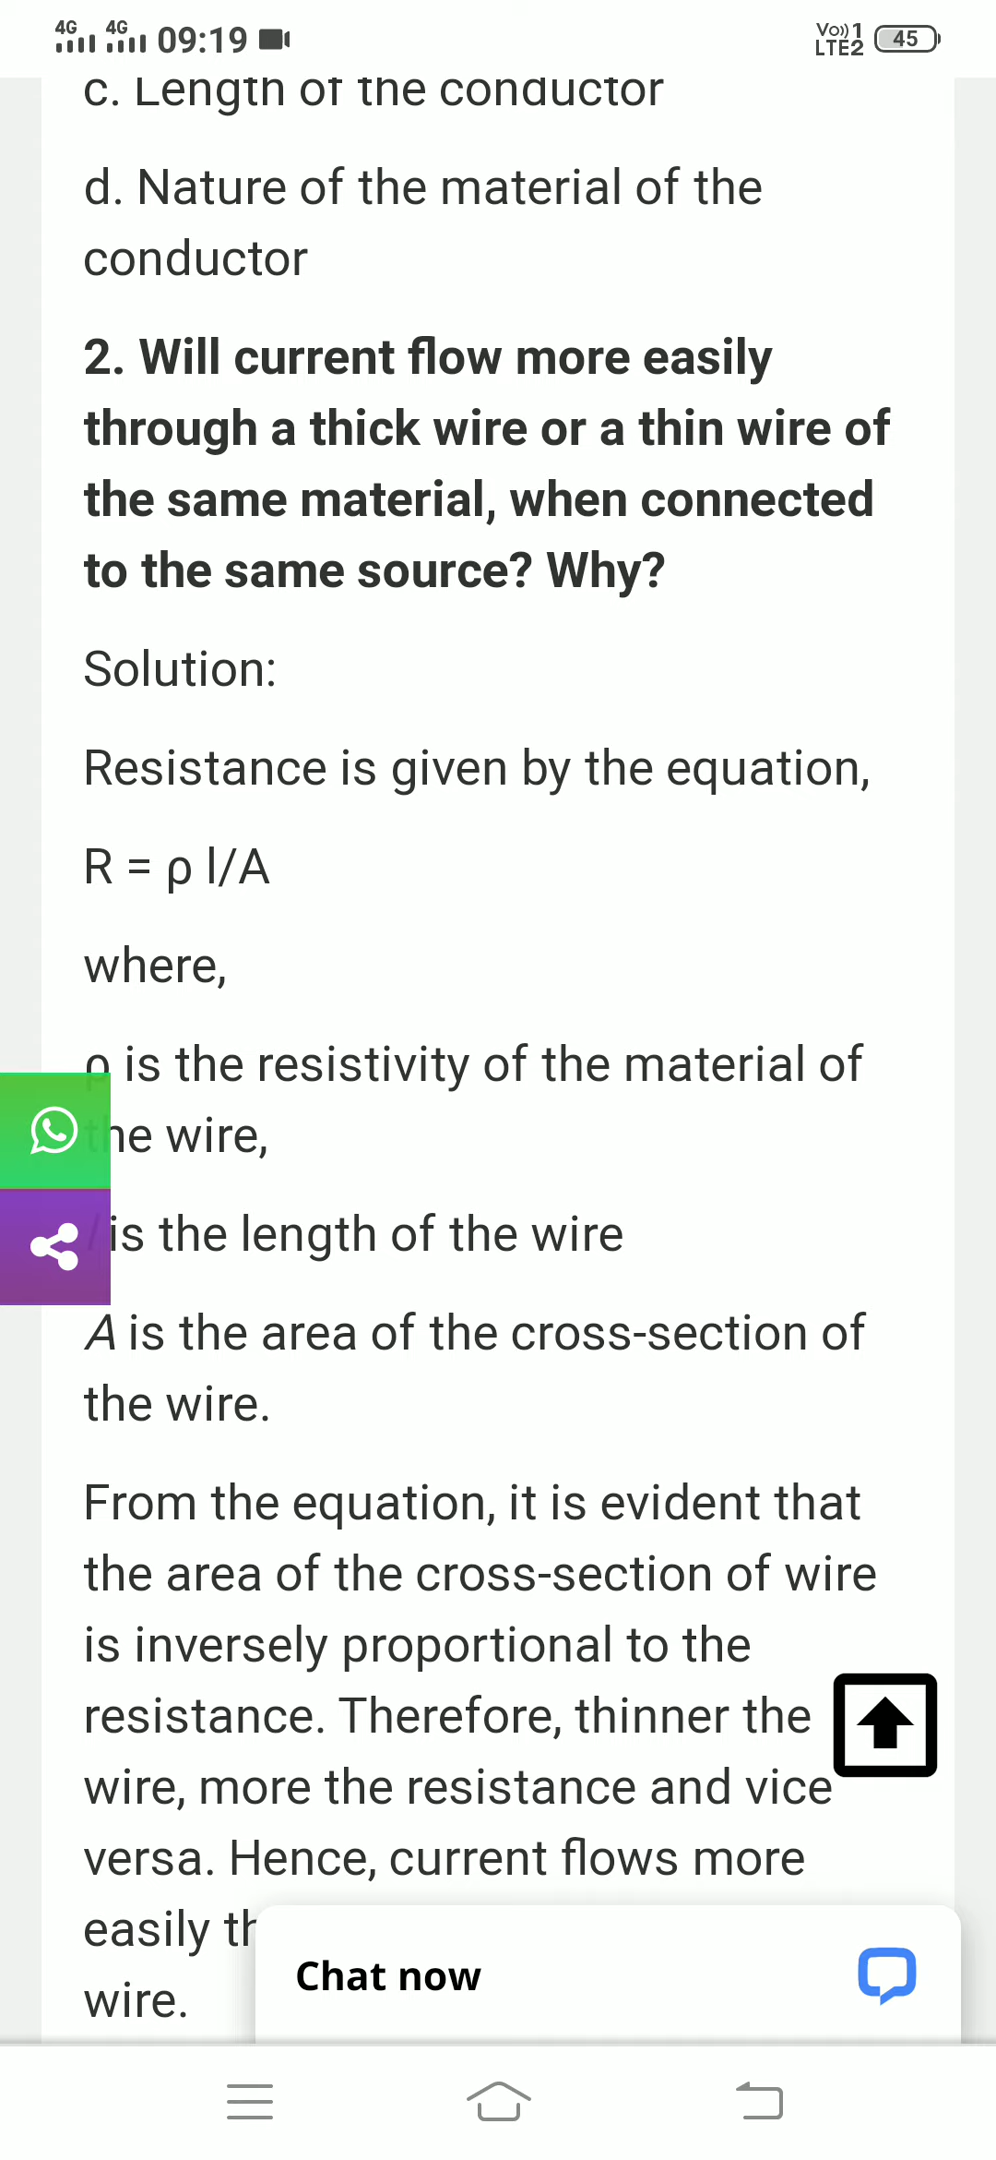 4G 4G 09:19 Vo)) 1 LTE2 45
c. Length of the conductor
d. Nature of the material of the
conductor
2. Will current flow more easily
through a thick wire or a thin wire of
the same material, when connected
to the same source? Why?
Solution:
Resistance is given by the equation,
R = ρ l/A
where,
ρ is the resistivity of the material of
the wire,
l is the length of the wire
A is the area of the cross-section of
the wire.
From the equation, it is evident that
the area of the cross-section of wire
is inversely proportional to the
resistance. Therefore, thinner the
wire, more the resistance and vice
versa. Hence, current flows more
easily
wire.
Chat now